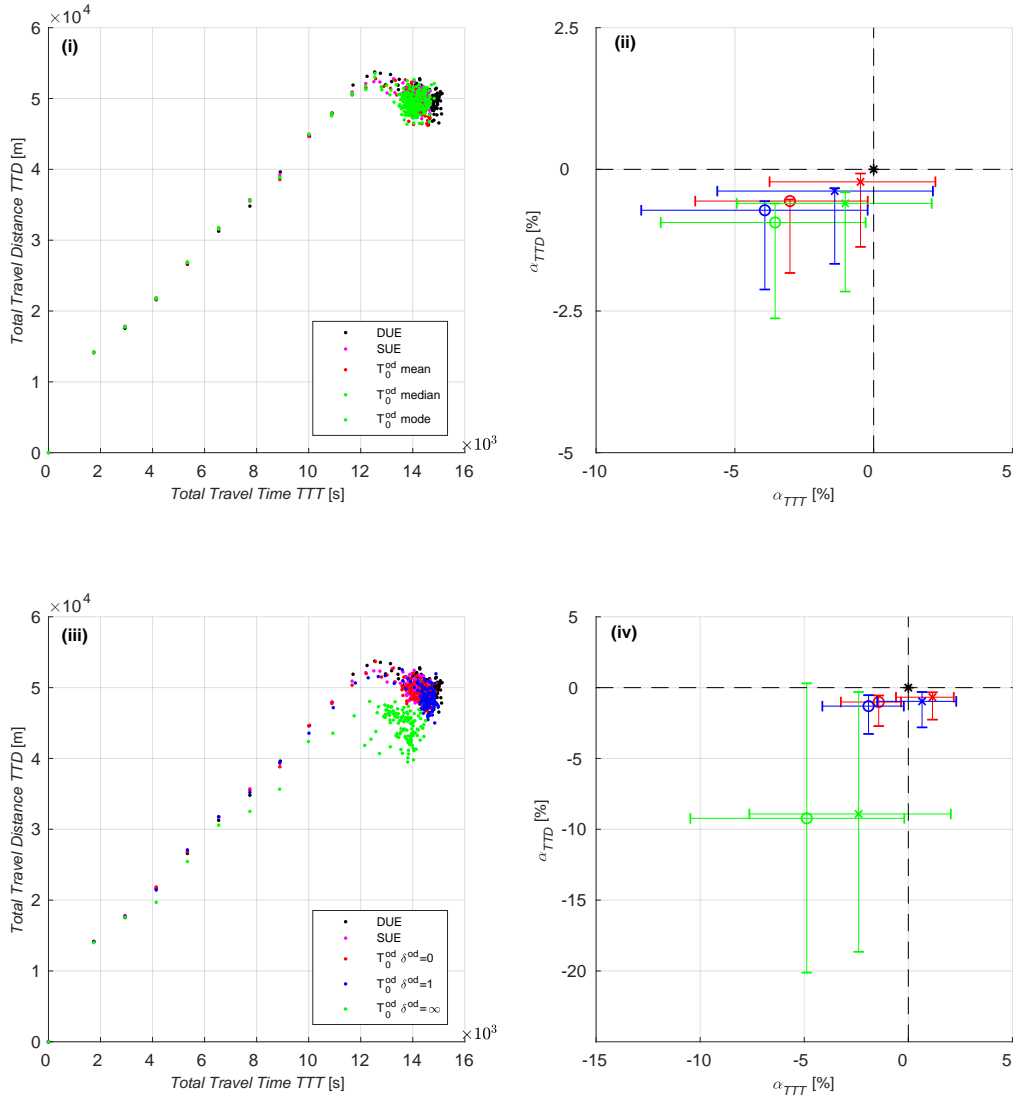 ×10⁴
(i)
Total Travel Distance TTD [m]
6
5
4
3
2
1
0
0 2 4 6 8 10 12 14 16
×10³
Total Travel Time TTT [s]
DUE
SUE
T₀ᵒᵈ mean
T₀ᵒᵈ median
T₀ᵒᵈ mode
(ii)
α_TTD [%]
2.5
0
-2.5
-5
-10 -5 0 5
α_TTT [%]
×10⁴
(iii)
Total Travel Distance TTD [m]
6
5
4
3
2
1
0
0 2 4 6 8 10 12 14 16
×10³
Total Travel Time TTT [s]
DUE
SUE
T₀ᵒᵈ δᵒᵈ=0
T₀ᵒᵈ δᵒᵈ=1
T₀ᵒᵈ δᵒᵈ=∞
(iv)
α_TTD [%]
5
0
-5
-10
-15
-20
-15 -10 -5 0 5
α_TTT [%]